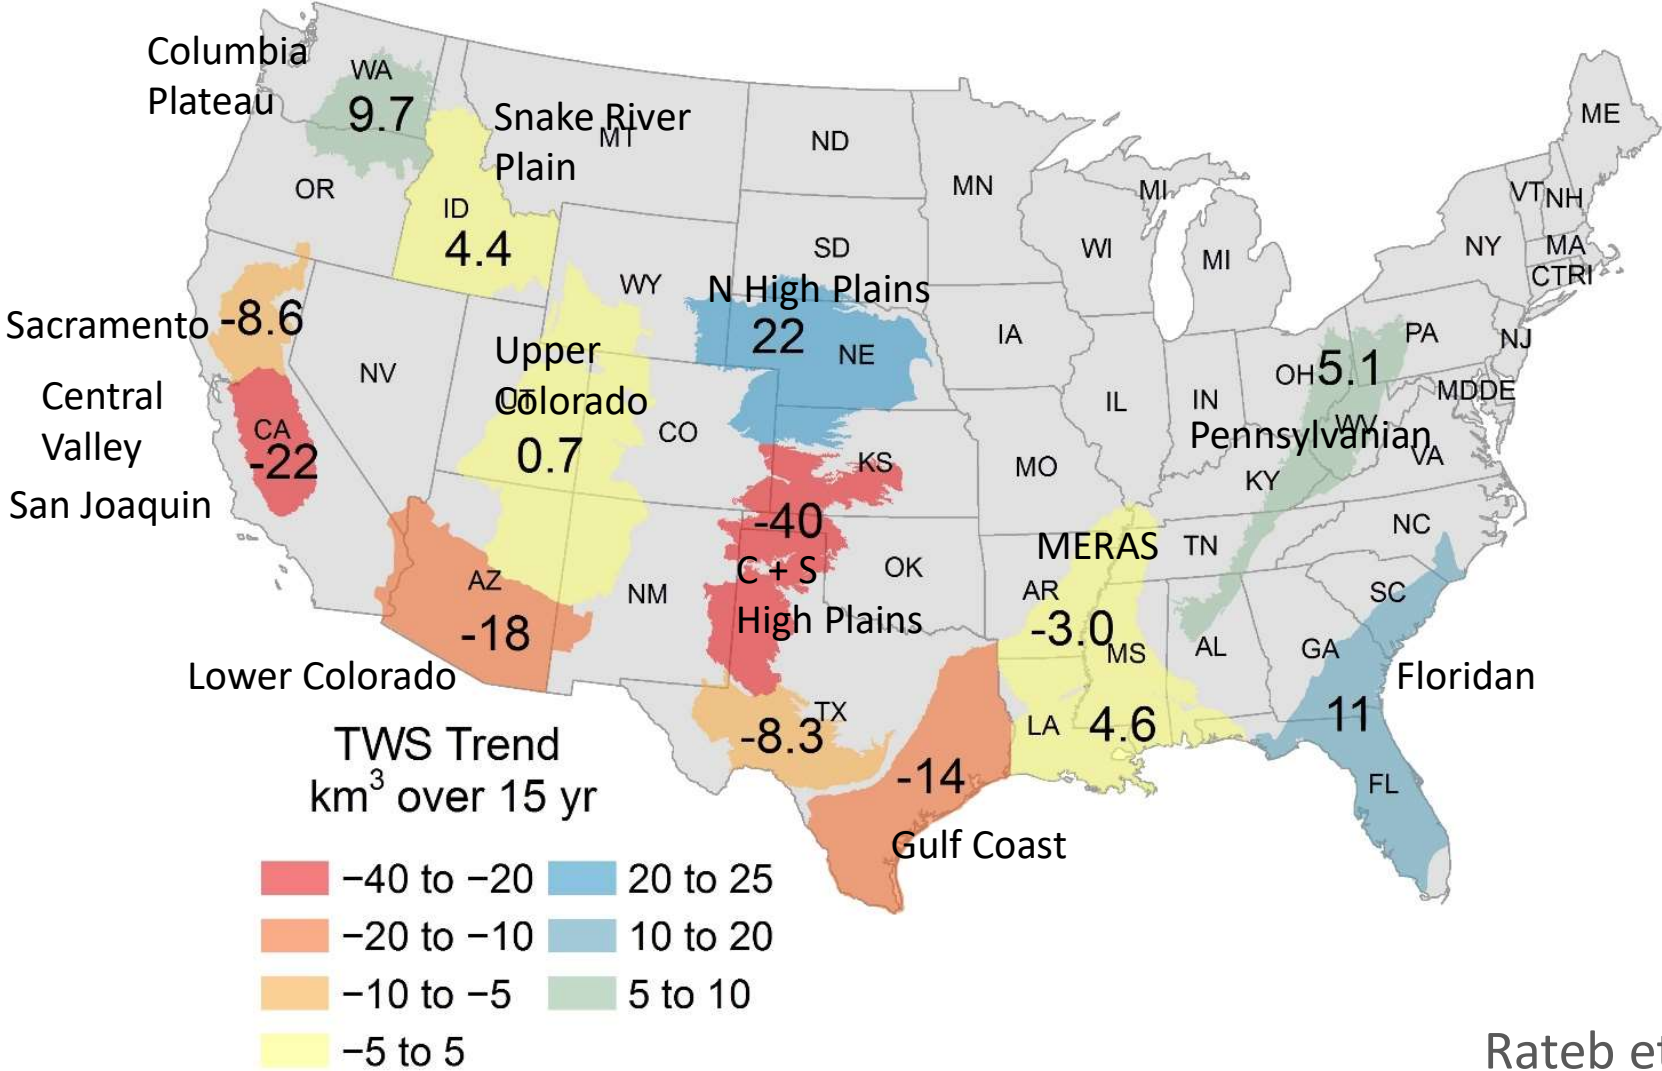 Columbia
Plateau
WA
9.7
Snake River
Plain
MT
ND
MN
ME
OR
ID
4.4
SD
WI
MI
MI
VT
NH
NY
MA
CT
RI
WY
N High Plains
22
NE
IA
Sacramento
-8.6
NV
Upper
Colorado
UT
0.7
CO
IL
IN
OH
5.1
PA
NJ
MD
DE
WV
Pennsylvanian
VA
Central
Valley
CA
-22
San Joaquin
KS
MO
KY
-40
C + S
High Plains
OK
MERAS
TN
NC
AZ
-18
NM
AR
-3.0
MS
AL
GA
SC
Lower Colorado
Floridan
11
TX
-8.3
LA
4.6
-14
FL
Gulf Coast
TWS Trend
km³ over 15 yr
−40 to −20
20 to 25
−20 to −10
10 to 20
−10 to −5
5 to 10
−5 to 5
Rateb et